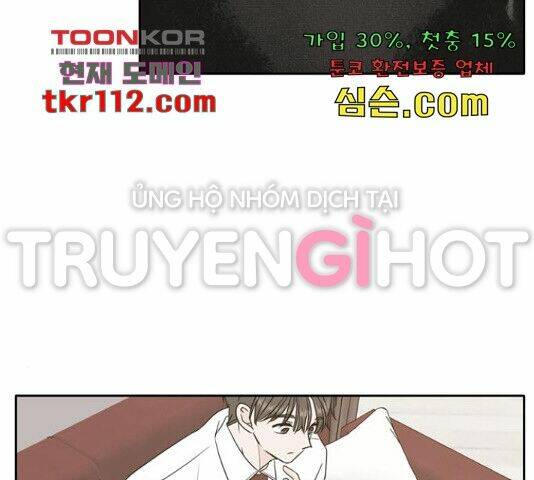 TOONKOR
현재 도메인
tkr112.com
가입 30%, 첫충 15%
툰코 환전보증 업체
심슨.com
ỦNG HỘ NHÓM DỊCH TẠI
TRUYENGIHOT